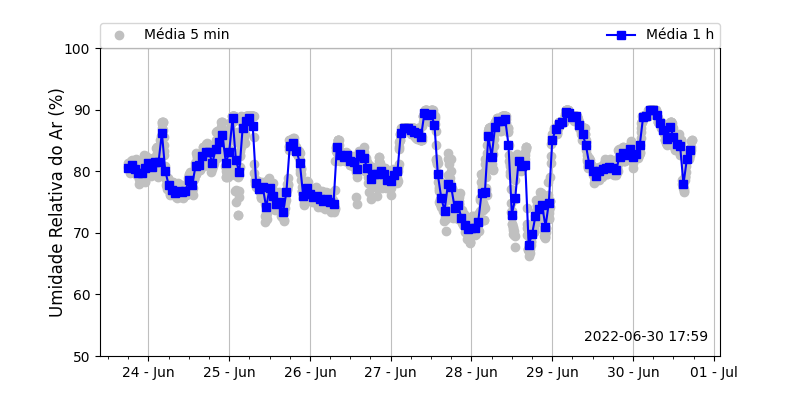 Média 5 min
Média 1 h
Umidade Relativa do Ar (%)
100
90
80
70
60
50
2022-06-30 17:59
24 - Jun
25 - Jun
26 - Jun
27 - Jun
28 - Jun
29 - Jun
30 - Jun
01 - Jul